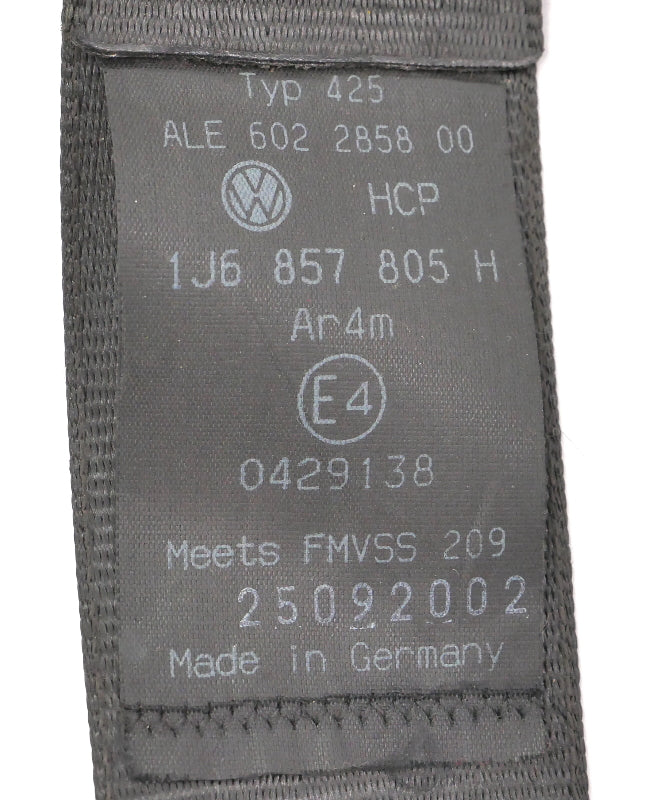 Typ 425
ALE 602 2858 00
HCP
1J6 857 805 H
Ar4m
E4
0429138
Meets FMVSS 209
25092002
Made in Germany